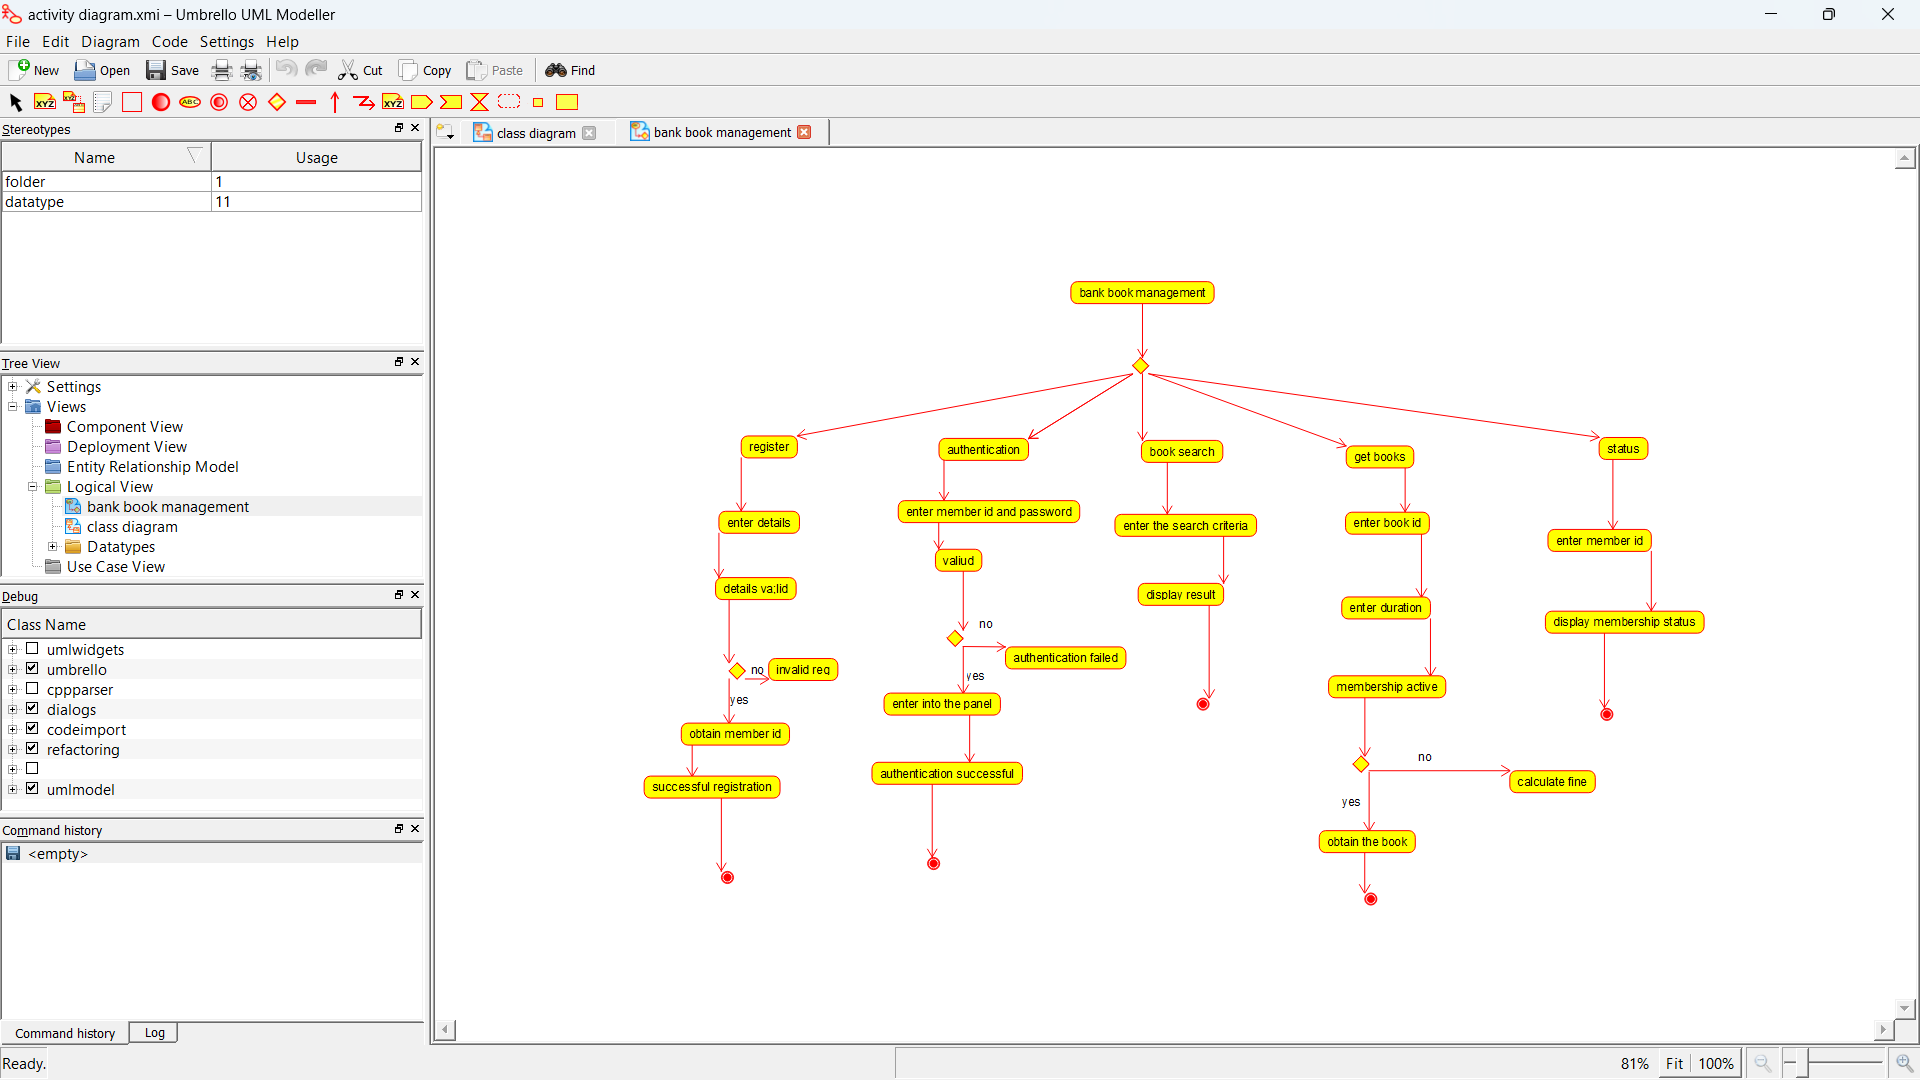 activity diagram.xmi – Umbrello UML Modeller
File Edit Diagram Code Settings Help
New Open Save Cut Copy Paste Find
XYZ XYZ ABC XYZ
Stereotypes
Name Usage
folder 1
datatype 11
Tree View
Settings
Views
Component View
Deployment View
Entity Relationship Model
Logical View
bank book management
class diagram
Datatypes
Use Case View
Debug
Class Name
umlwidgets
umbrello
cppparser
dialogs
codeimport
refactoring
umlmodel
Command history
<empty>
Command history Log
Ready.
class diagram bank book management
bank book management
register
enter details
details va;lid
no
invalid req
yes
obtain member id
successful registration
authentication
enter member id and password
valiud
no
authentication failed
yes
enter into the panel
authentication successful
book search
enter the search criteria
display result
get books
enter book id
enter duration
membership active
no
calculate fine
yes
obtain the book
status
enter member id
display membership status
81% Fit 100%